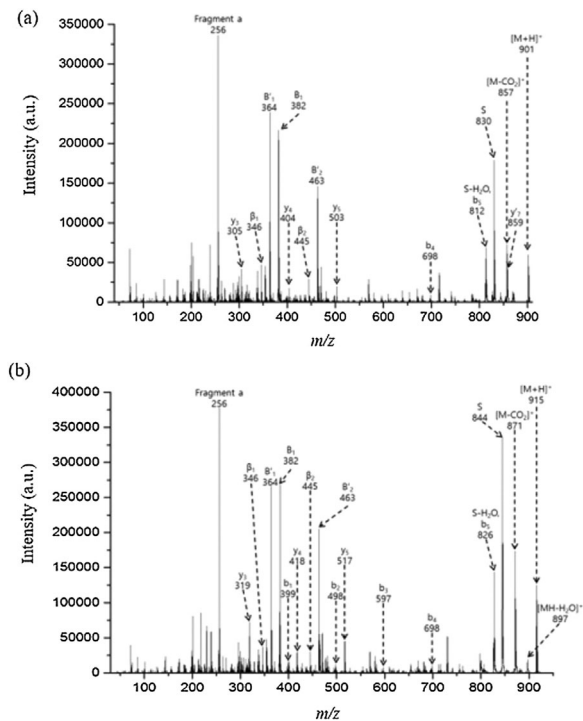 (a)
Fragment a
256
[M+H]⁺
901
[M-CO₂]⁺
857
B'₁
364
B₁
382
S
830
B'₂
463
S-H₂O,
b₅
812
y'₇
859
y₃
305
β₁
346
y₄
404
β₂
445
y₅
503
b₄
698
350000
300000
250000
200000
150000
100000
50000
0
Intensity (a.u.)
100 200 300 400 500 600 700 800 900
m/z
(b)
Fragment a
256
[M+H]⁺
915
[M-CO₂]⁺
871
S
844
β₁
346
B'₁
364
B₁
382
β₂
445
B'₂
463
S-H₂O,
b₅
826
y₃
319
b₁
399
y₄
418
b₂
498
y₅
517
b₃
597
b₄
698
[MH-H₂O]⁺
897
400000
350000
300000
250000
200000
150000
100000
50000
0
Intensity (a.u.)
100 200 300 400 500 600 700 800 900
m/z